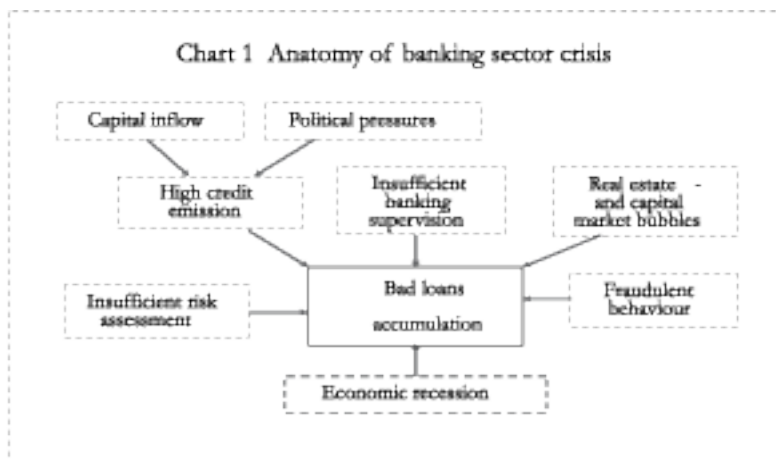 Chart 1 Anatomy of banking sector crisis
Capital inflow
Political pressures
High credit
emission
Insufficient
banking
supervision
Real estate -
and capital
market bubbles
Insufficient risk
assessment
Bad loans
accumulation
Fraudulent
behaviour
Economic recession